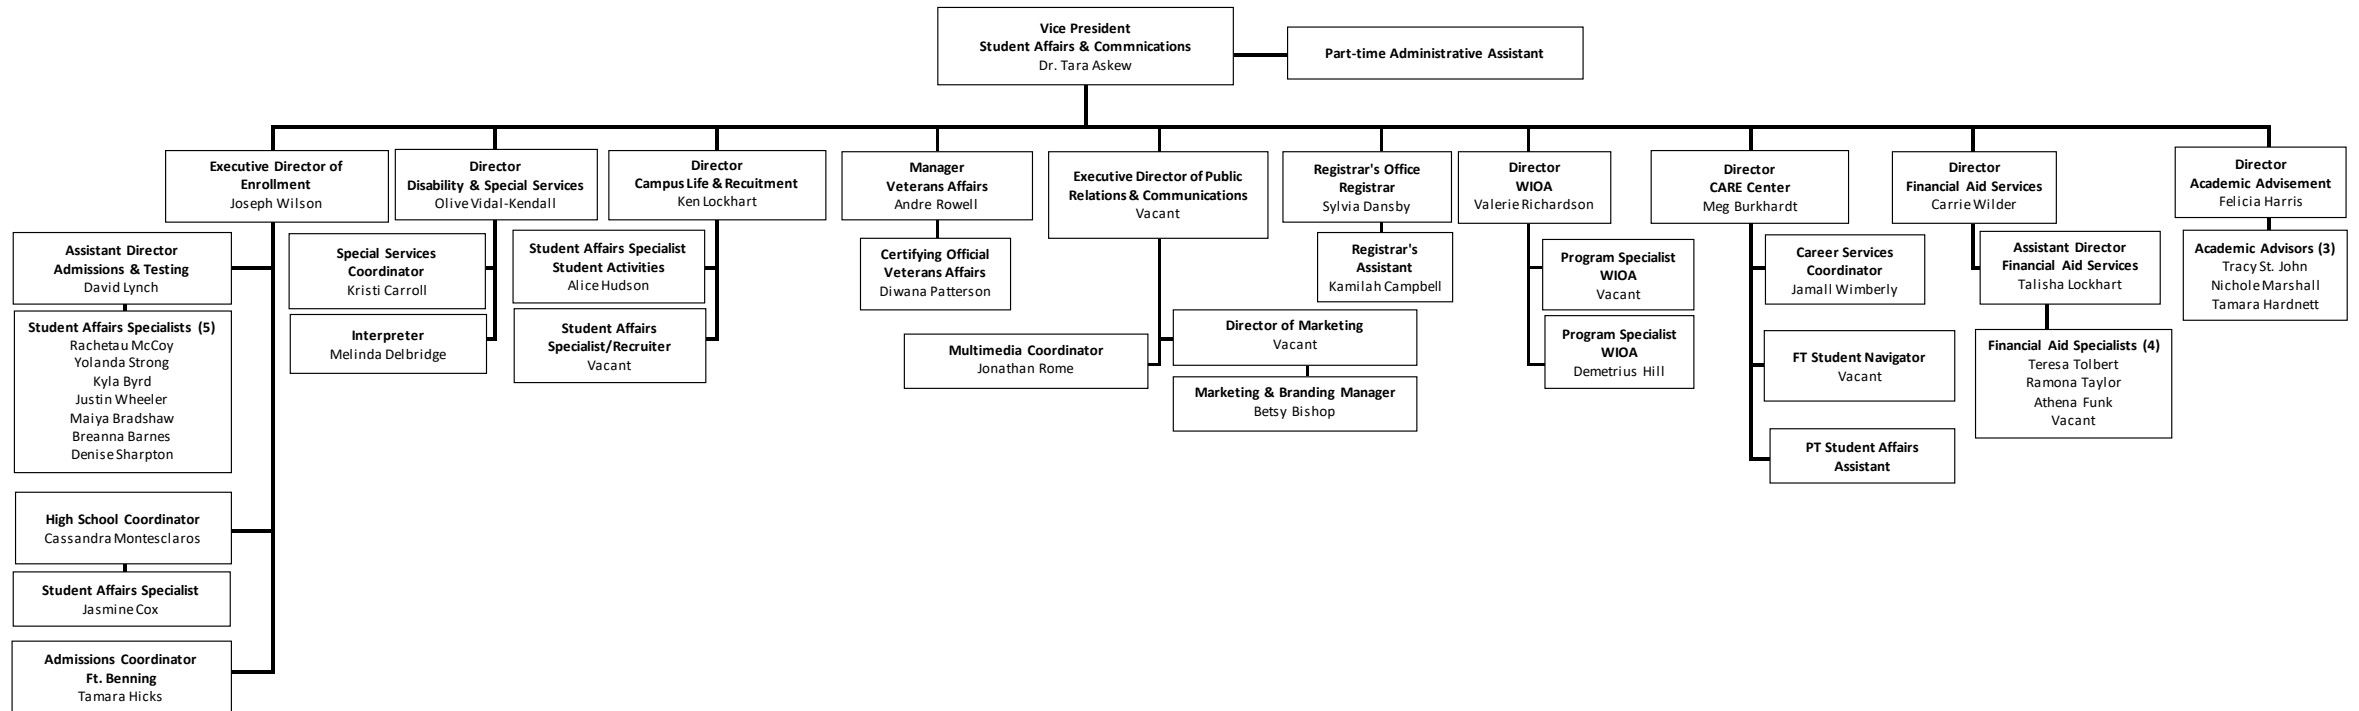 Vice President
Student Affairs & Commnications
Dr. Tara Askew
Part-time Administrative Assistant
Executive Director of
Enrollment
Joseph Wilson
Director
Disability & Special Services
Olive Vidal-Kendall
Director
Campus Life & Recuitment
Ken Lockhart
Manager
Veterans Affairs
Andre Rowell
Executive Director of Public
Relations & Communications
Vacant
Registrar's Office
Registrar
Sylvia Dansby
Director
WIOA
Valerie Richardson
Director
CARE Center
Meg Burkhardt
Director
Financial Aid Services
Carrie Wilder
Director
Academic Advisement
Felicia Harris
Assistant Director
Admissions & Testing
David Lynch
Student Affairs Specialists (5)
Rachetau McCoy
Yolanda Strong
Kyla Byrd
Justin Wheeler
Maiya Bradshaw
Breanna Barnes
Denise Sharpton
High School Coordinator
Cassandra Montesclaros
Student Affairs Specialist
Jasmine Cox
Admissions Coordinator
Ft. Benning
Tamara Hicks
Special Services
Coordinator
Kristi Carroll
Interpreter
Melinda Delbridge
Student Affairs Specialist
Student Activities
Alice Hudson
Student Affairs
Specialist/Recruiter
Vacant
Certifying Official
Veterans Affairs
Diwana Patterson
Multimedia Coordinator
Jonathan Rome
Director of Marketing
Vacant
Marketing & Branding Manager
Betsy Bishop
Registrar's
Assistant
Kamilah Campbell
Program Specialist
WIOA
Vacant
Program Specialist
WIOA
Demetrius Hill
Career Services
Coordinator
Jamall Wimberly
FT Student Navigator
Vacant
PT Student Affairs
Assistant
Assistant Director
Financial Aid Services
Talisha Lockhart
Financial Aid Specialists (4)
Teresa Tolbert
Ramona Taylor
Athena Funk
Vacant
Academic Advisors (3)
Tracy St. John
Nichole Marshall
Tamara Hardnett